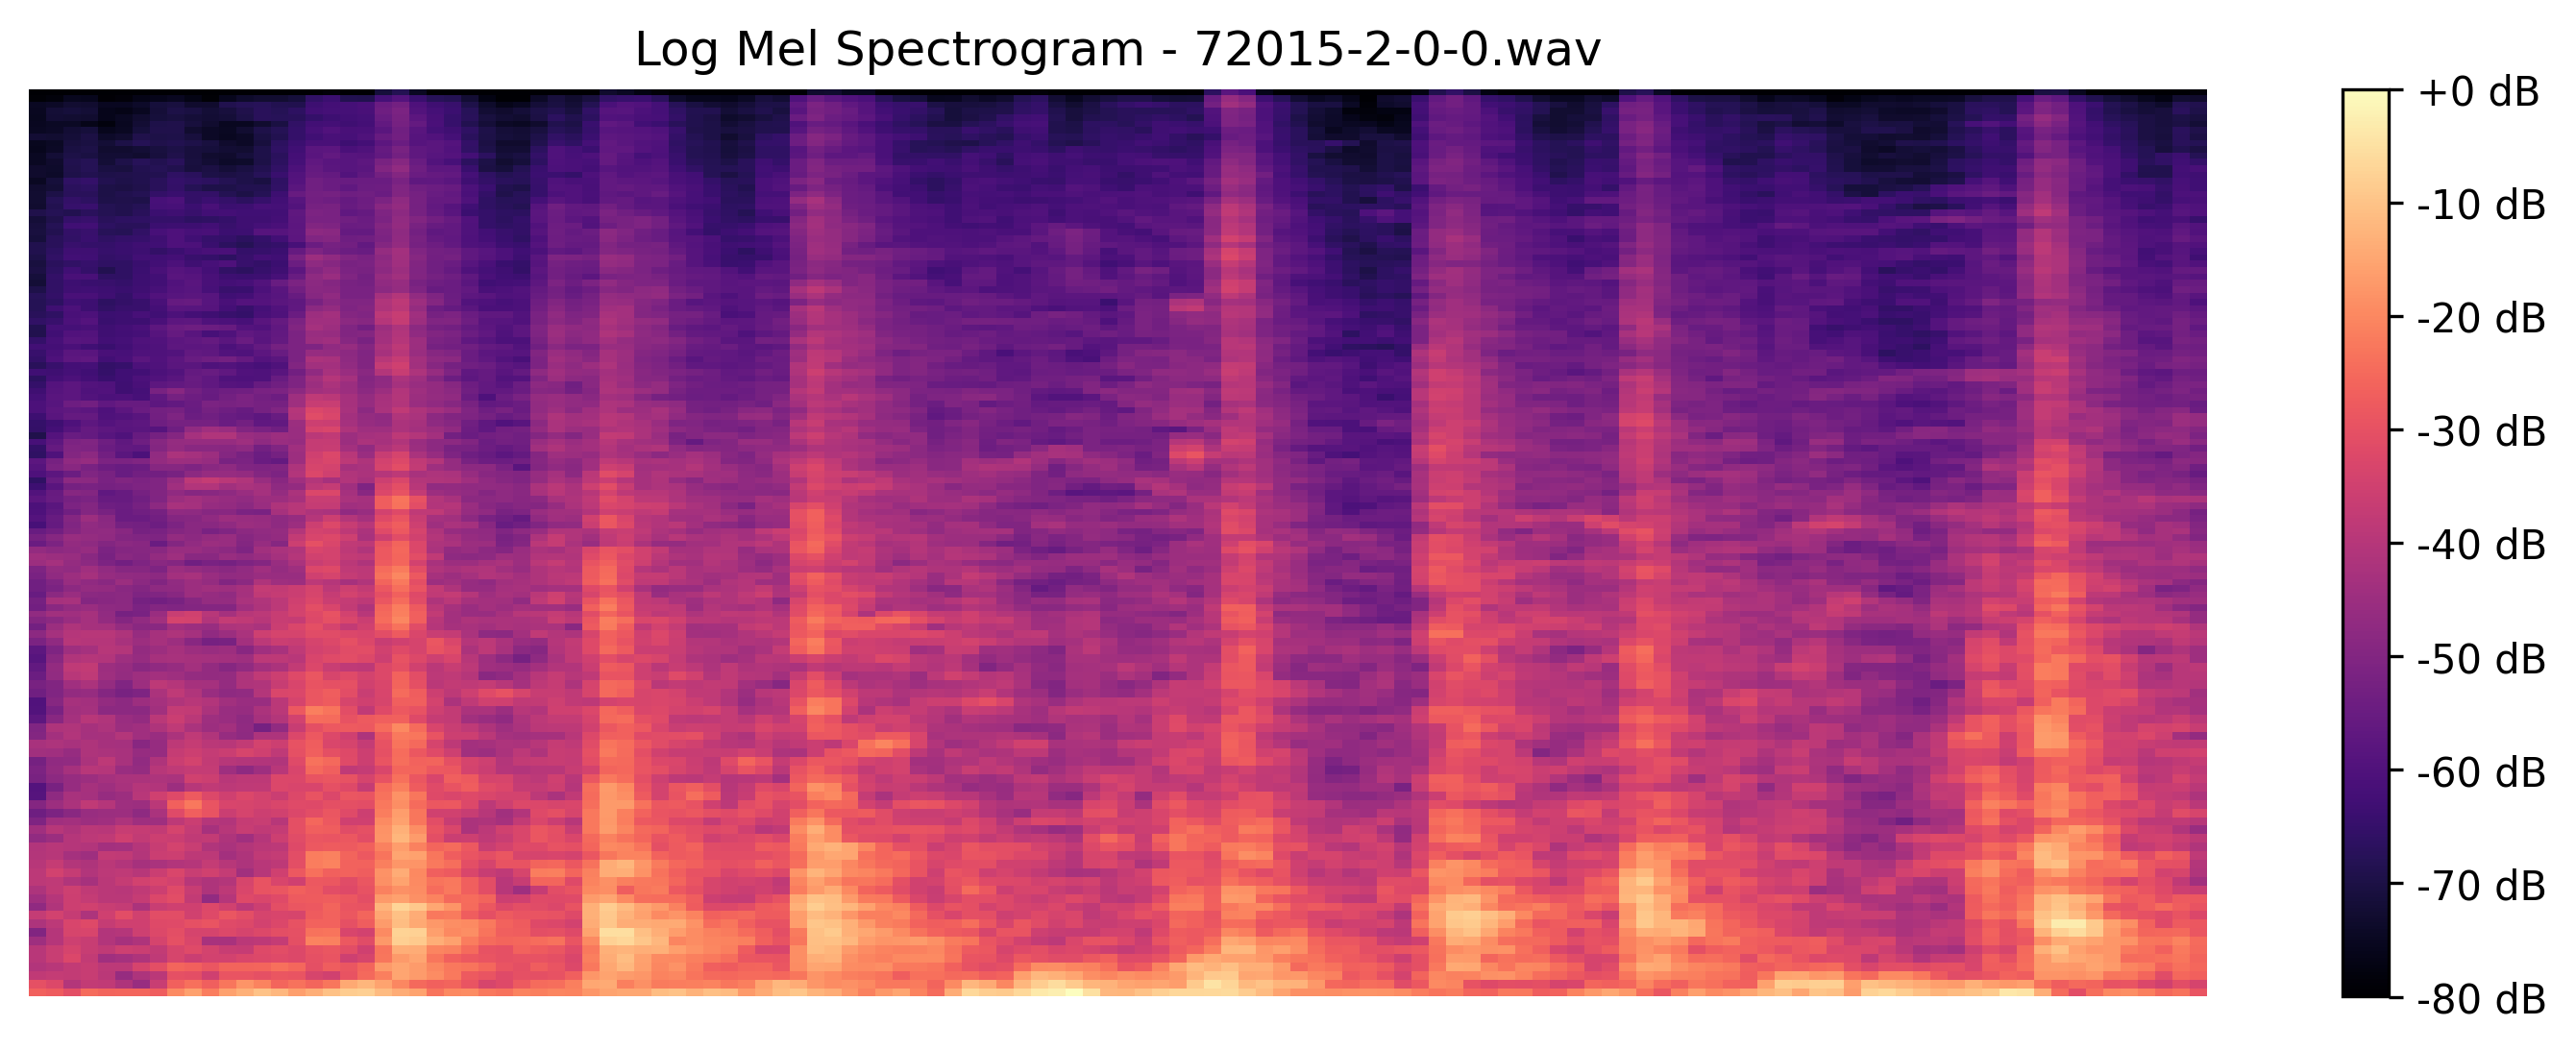 Log Mel Spectrogram - 72015-2-0-0.wav
+0 dB
-10 dB
-20 dB
-30 dB
-40 dB
-50 dB
-60 dB
-70 dB
-80 dB